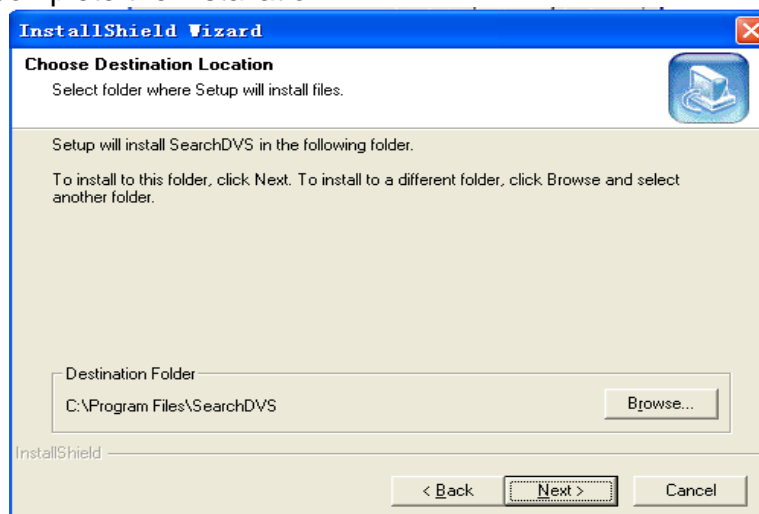 InstallShield Wizard
Choose Destination Location
Select folder where Setup will install files.
Setup will install SearchDVS in the following folder.
To install to this folder, click Next. To install to a different folder, click Browse and select
another folder.
Destination Folder
C:\Program Files\SearchDVS
Browse...
InstallShield
< Back
Next >
Cancel